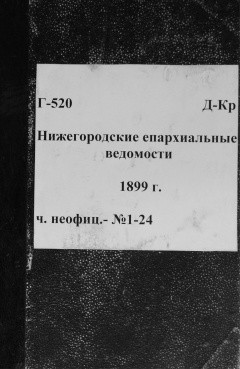 Г-520 Д-Кр
Нижегородские епархиальные
ведомости
1899 г.
ч. неофиц.- №1-24